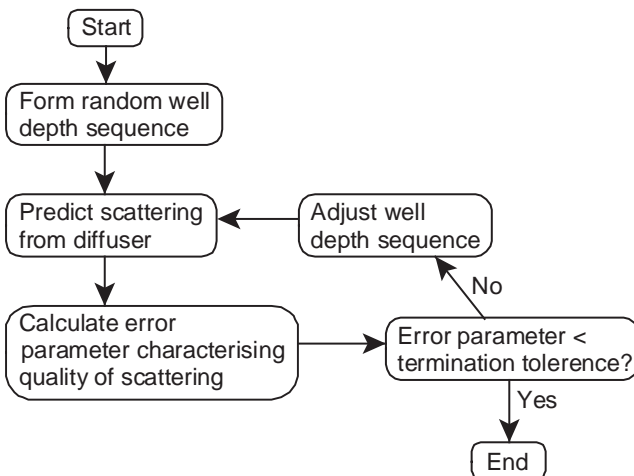 Start
Form random well
depth sequence
Predict scattering
from diffuser
Adjust well
depth sequence
No
Calculate error
parameter characterising
quality of scattering
Error parameter <
termination tolerence?
Yes
End